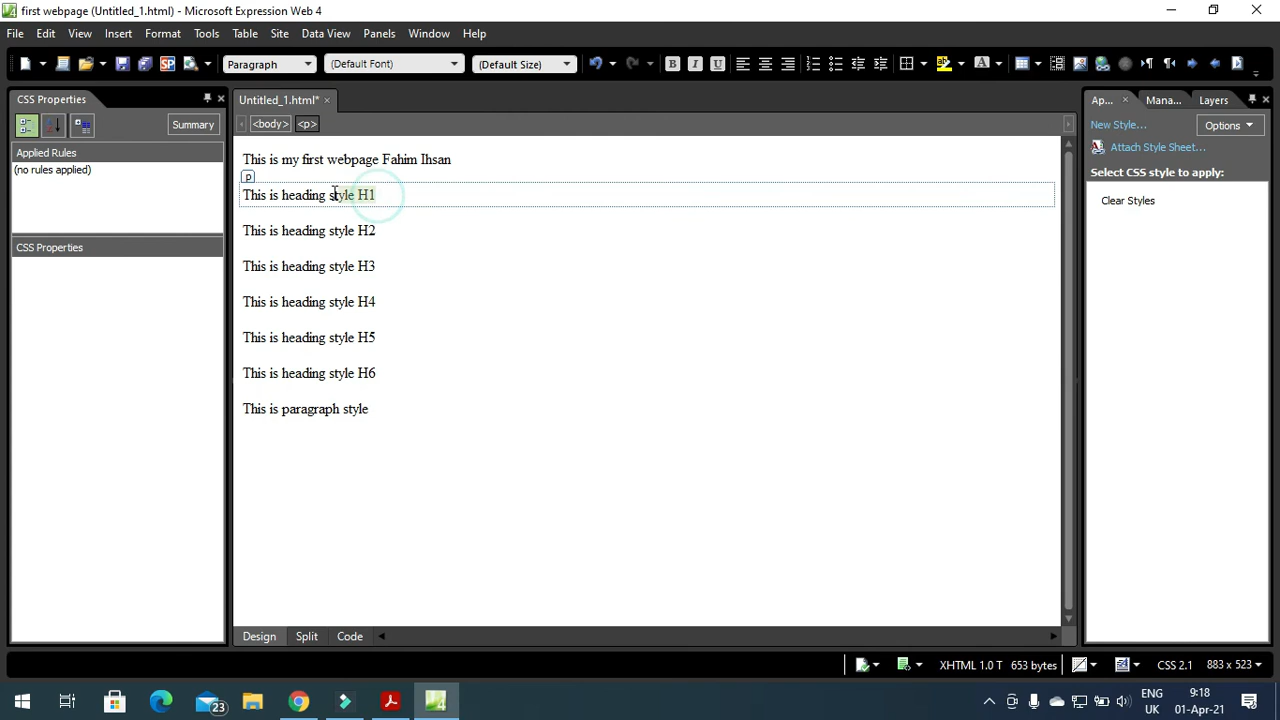 first webpage (Untitled_1.html) - Microsoft Expression Web 4
File Edit View Insert Format Tools Table Site Data View Panels Window Help
Paragraph (Default Font) (Default Size) B I U
CSS Properties
Summary
Applied Rules
(no rules applied)
CSS Properties
Untitled_1.html*
<body> <p>
This is my first webpage Fahim Ihsan
p
This is heading style H1
This is heading style H2
This is heading style H3
This is heading style H4
This is heading style H5
This is heading style H6
This is paragraph style
Design Split Code
Ap... Mana... Layers
New Style... Options
Attach Style Sheet...
Select CSS style to apply:
Clear Styles
XHTML 1.0 T 653 bytes CSS 2.1 883 x 523
23
ENG
UK
9:18
01-Apr-21